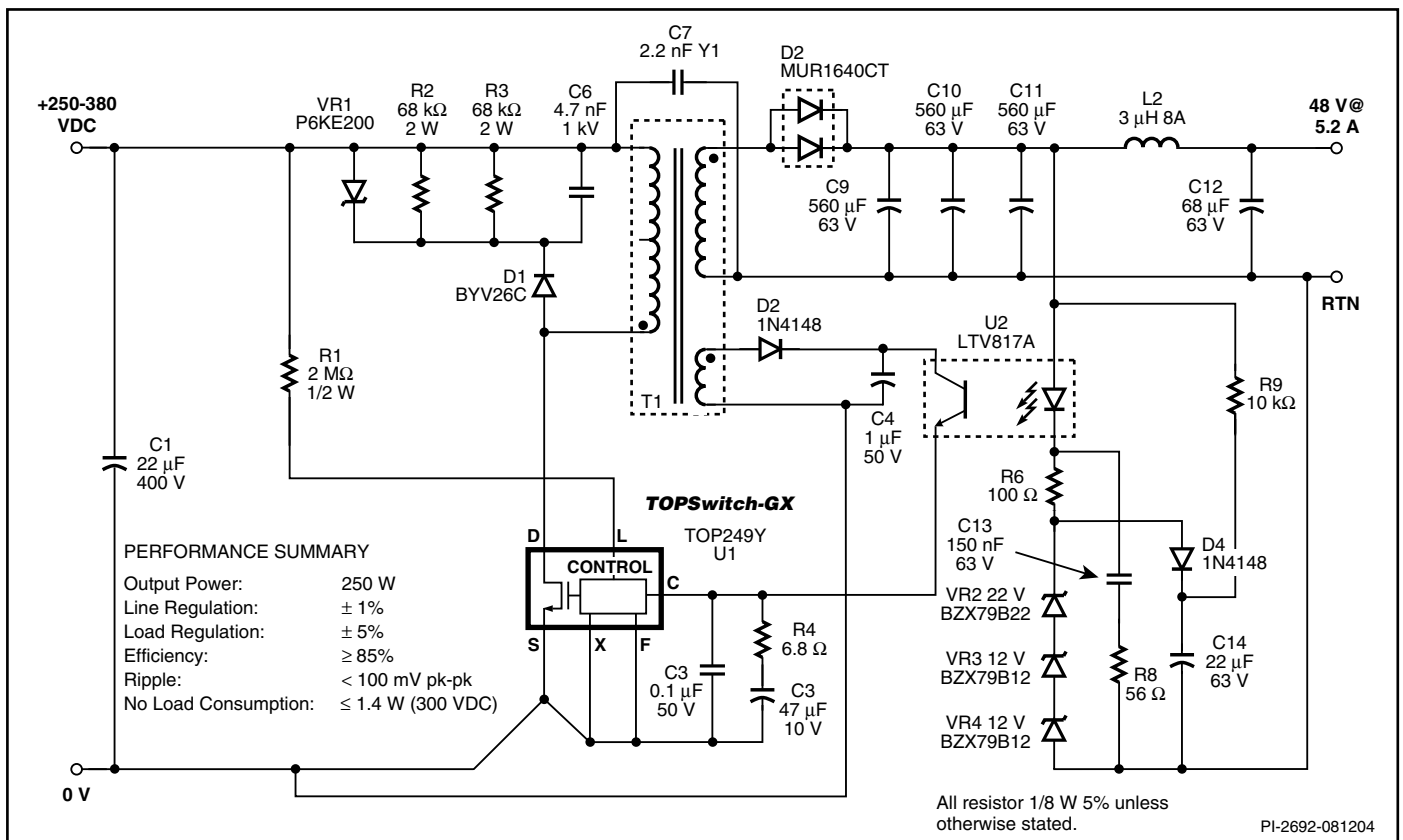 C7
2.2 nF Y1
D2
MUR1640CT
+250-380
VDC
VR1
P6KE200
R2
68 kΩ
2 W
R3
68 kΩ
2 W
C6
4.7 nF
1 kV
C10
560 µF
63 V
C11
560 µF
63 V
L2
3 µH 8A
48 V@
5.2 A
C9
560 µF
63 V
C12
68 µF
63 V
D1
BYV26C
RTN
D2
1N4148
U2
LTV817A
R1
2 MΩ
1/2 W
T1
C4
1 µF
50 V
R9
10 kΩ
C1
22 µF
400 V
R6
100 Ω
TOPSwitch-GX
TOP249Y
U1
D
L
CONTROL
C
S
X
F
C13
150 nF
63 V
D4
1N4148
VR2 22 V
BZX79B22
R4
6.8 Ω
C3
0.1 µF
50 V
C3
47 µF
10 V
VR3 12 V
BZX79B12
R8
56 Ω
C14
22 µF
63 V
VR4 12 V
BZX79B12
PERFORMANCE SUMMARY
Output Power: 250 W
Line Regulation: ± 1%
Load Regulation: ± 5%
Efficiency: ≥ 85%
Ripple: < 100 mV pk-pk
No Load Consumption: ≤ 1.4 W (300 VDC)
0 V
All resistor 1/8 W 5% unless
otherwise stated.
PI-2692-081204